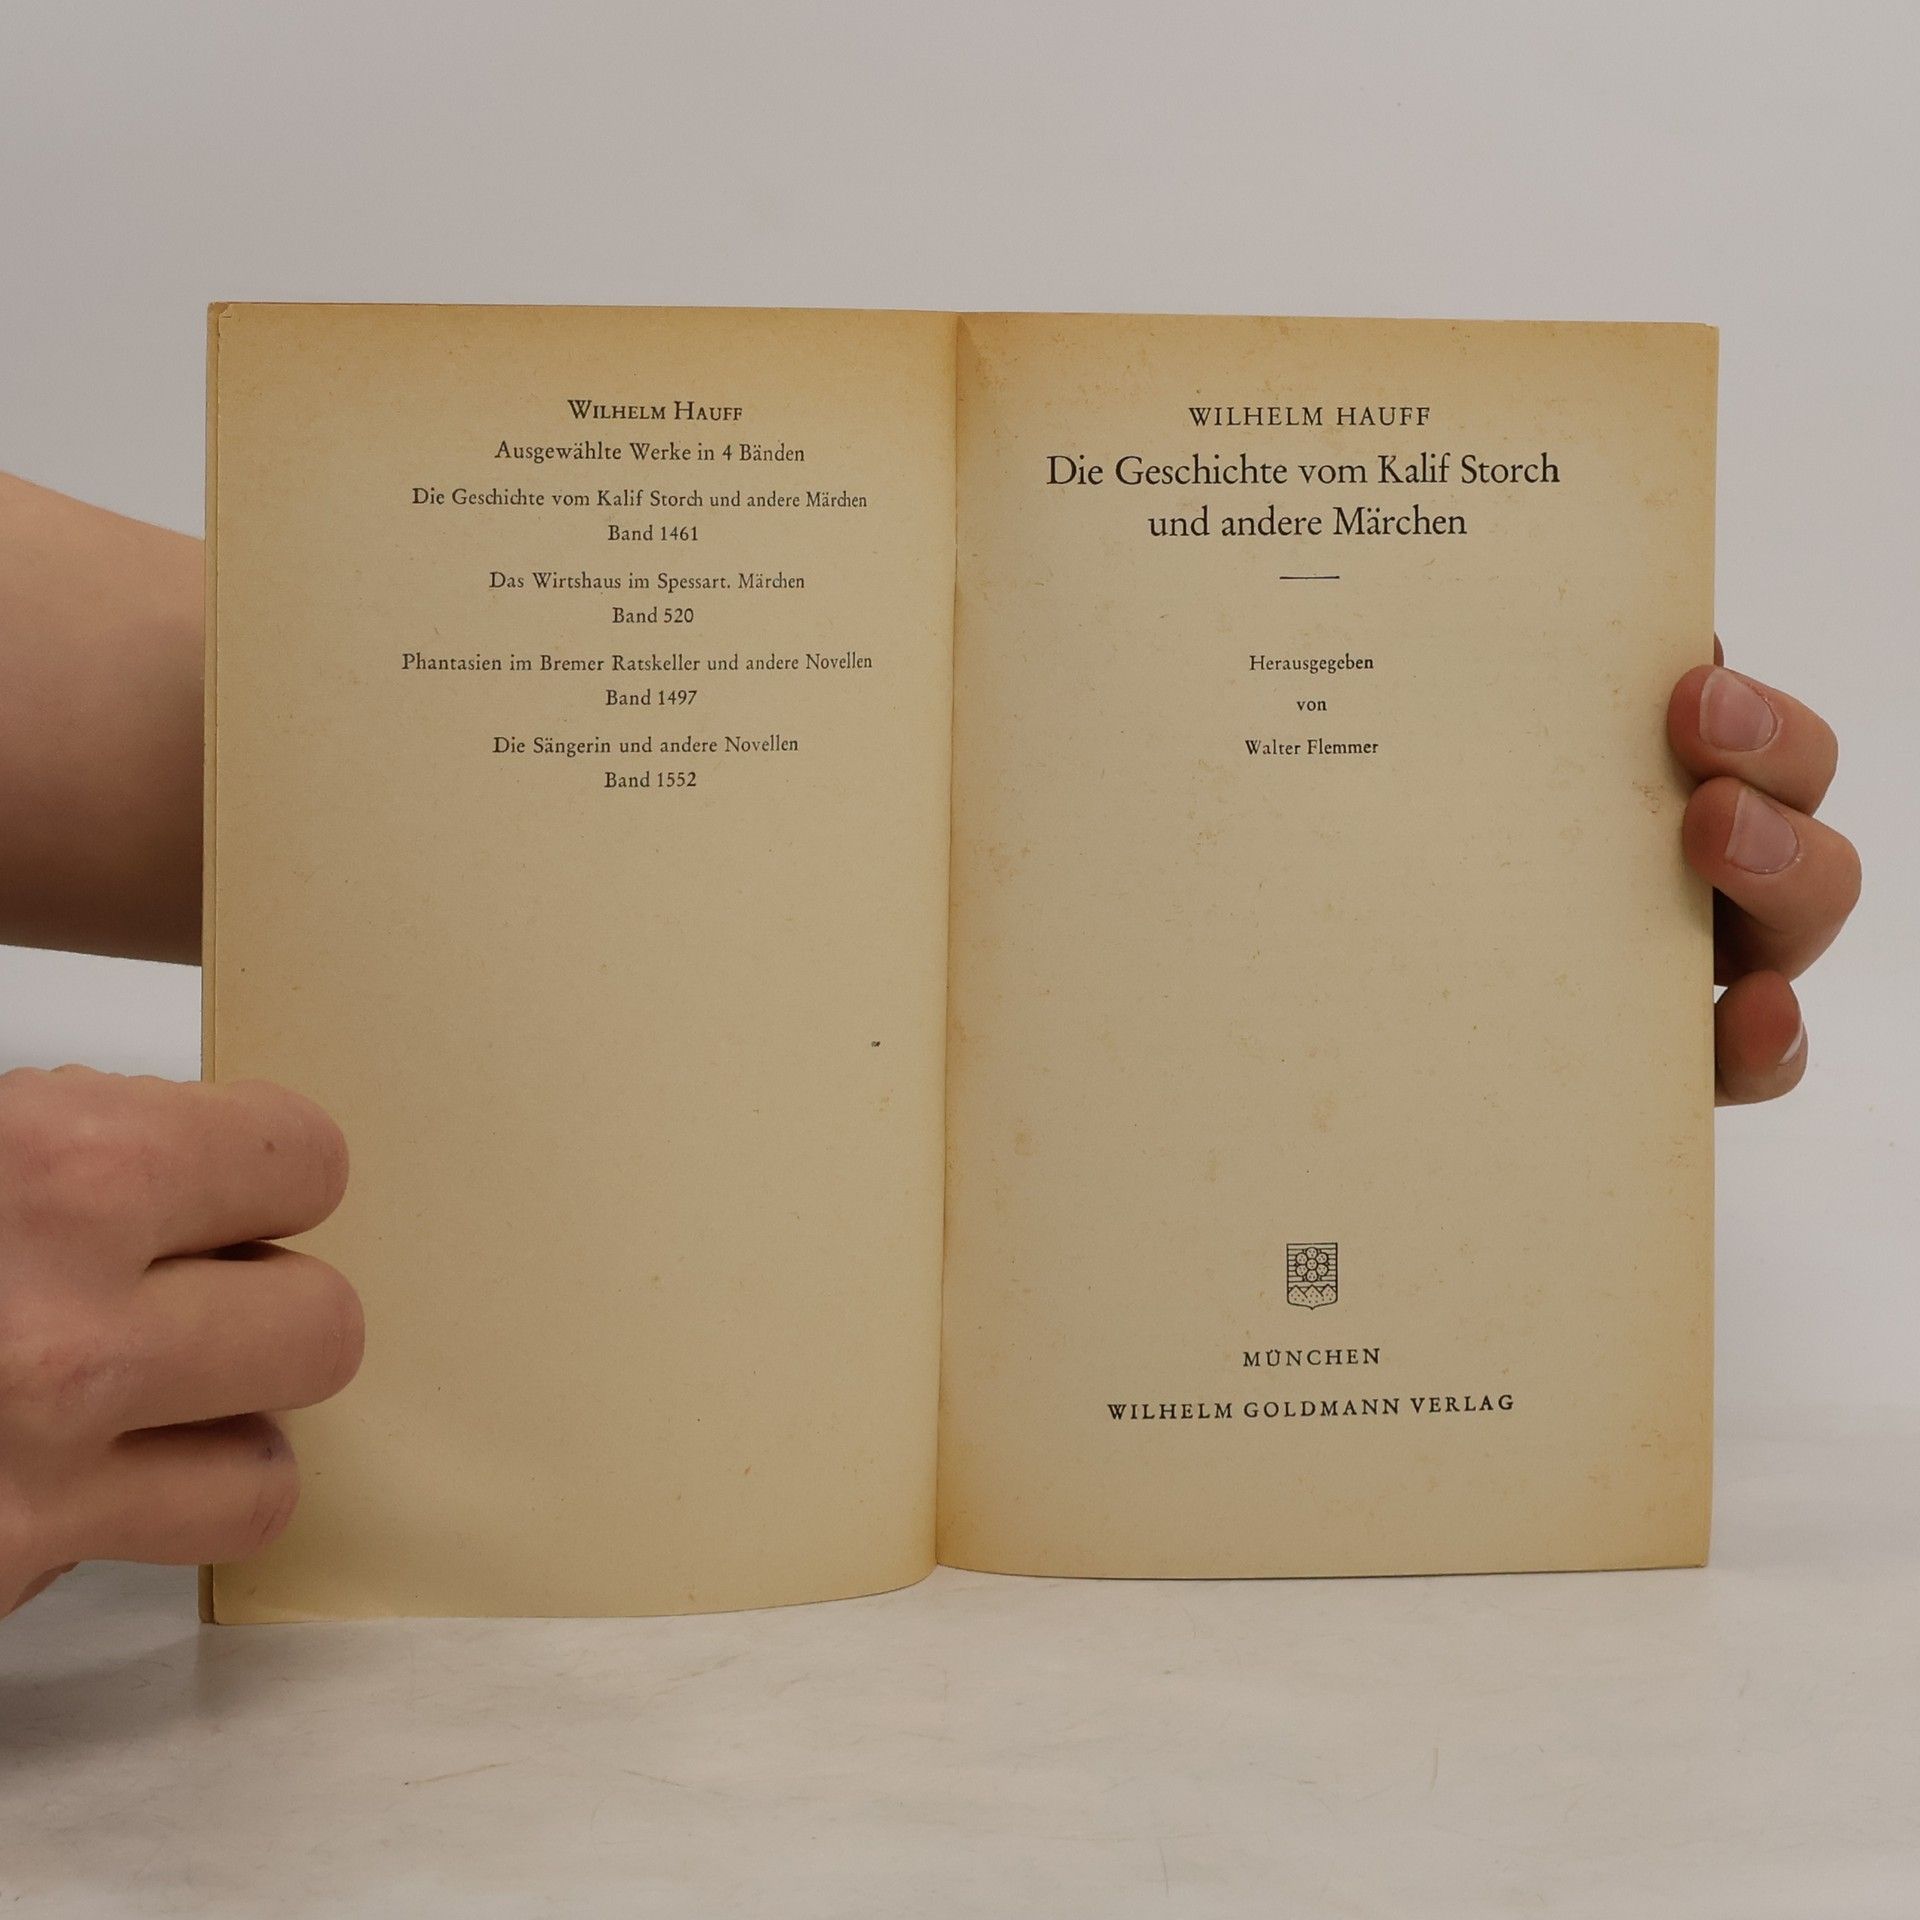 WILHELM HAUFF
Ausgewählte Werke in 4 Bänden
Die Geschichte vom Kalif Storch und andere Märchen
Band 1461
Das Wirtshaus im Spessart. Märchen
Band 520
Phantasien im Bremer Ratskeller und andere Novellen
Band 1497
Die Sängerin und andere Novellen
Band 1552
WILHELM HAUFF
Die Geschichte vom Kalif Storch
und andere Märchen
Herausgegeben
von
Walter Flemmer
MÜNCHEN
WILHELM GOLDMANN VERLAG